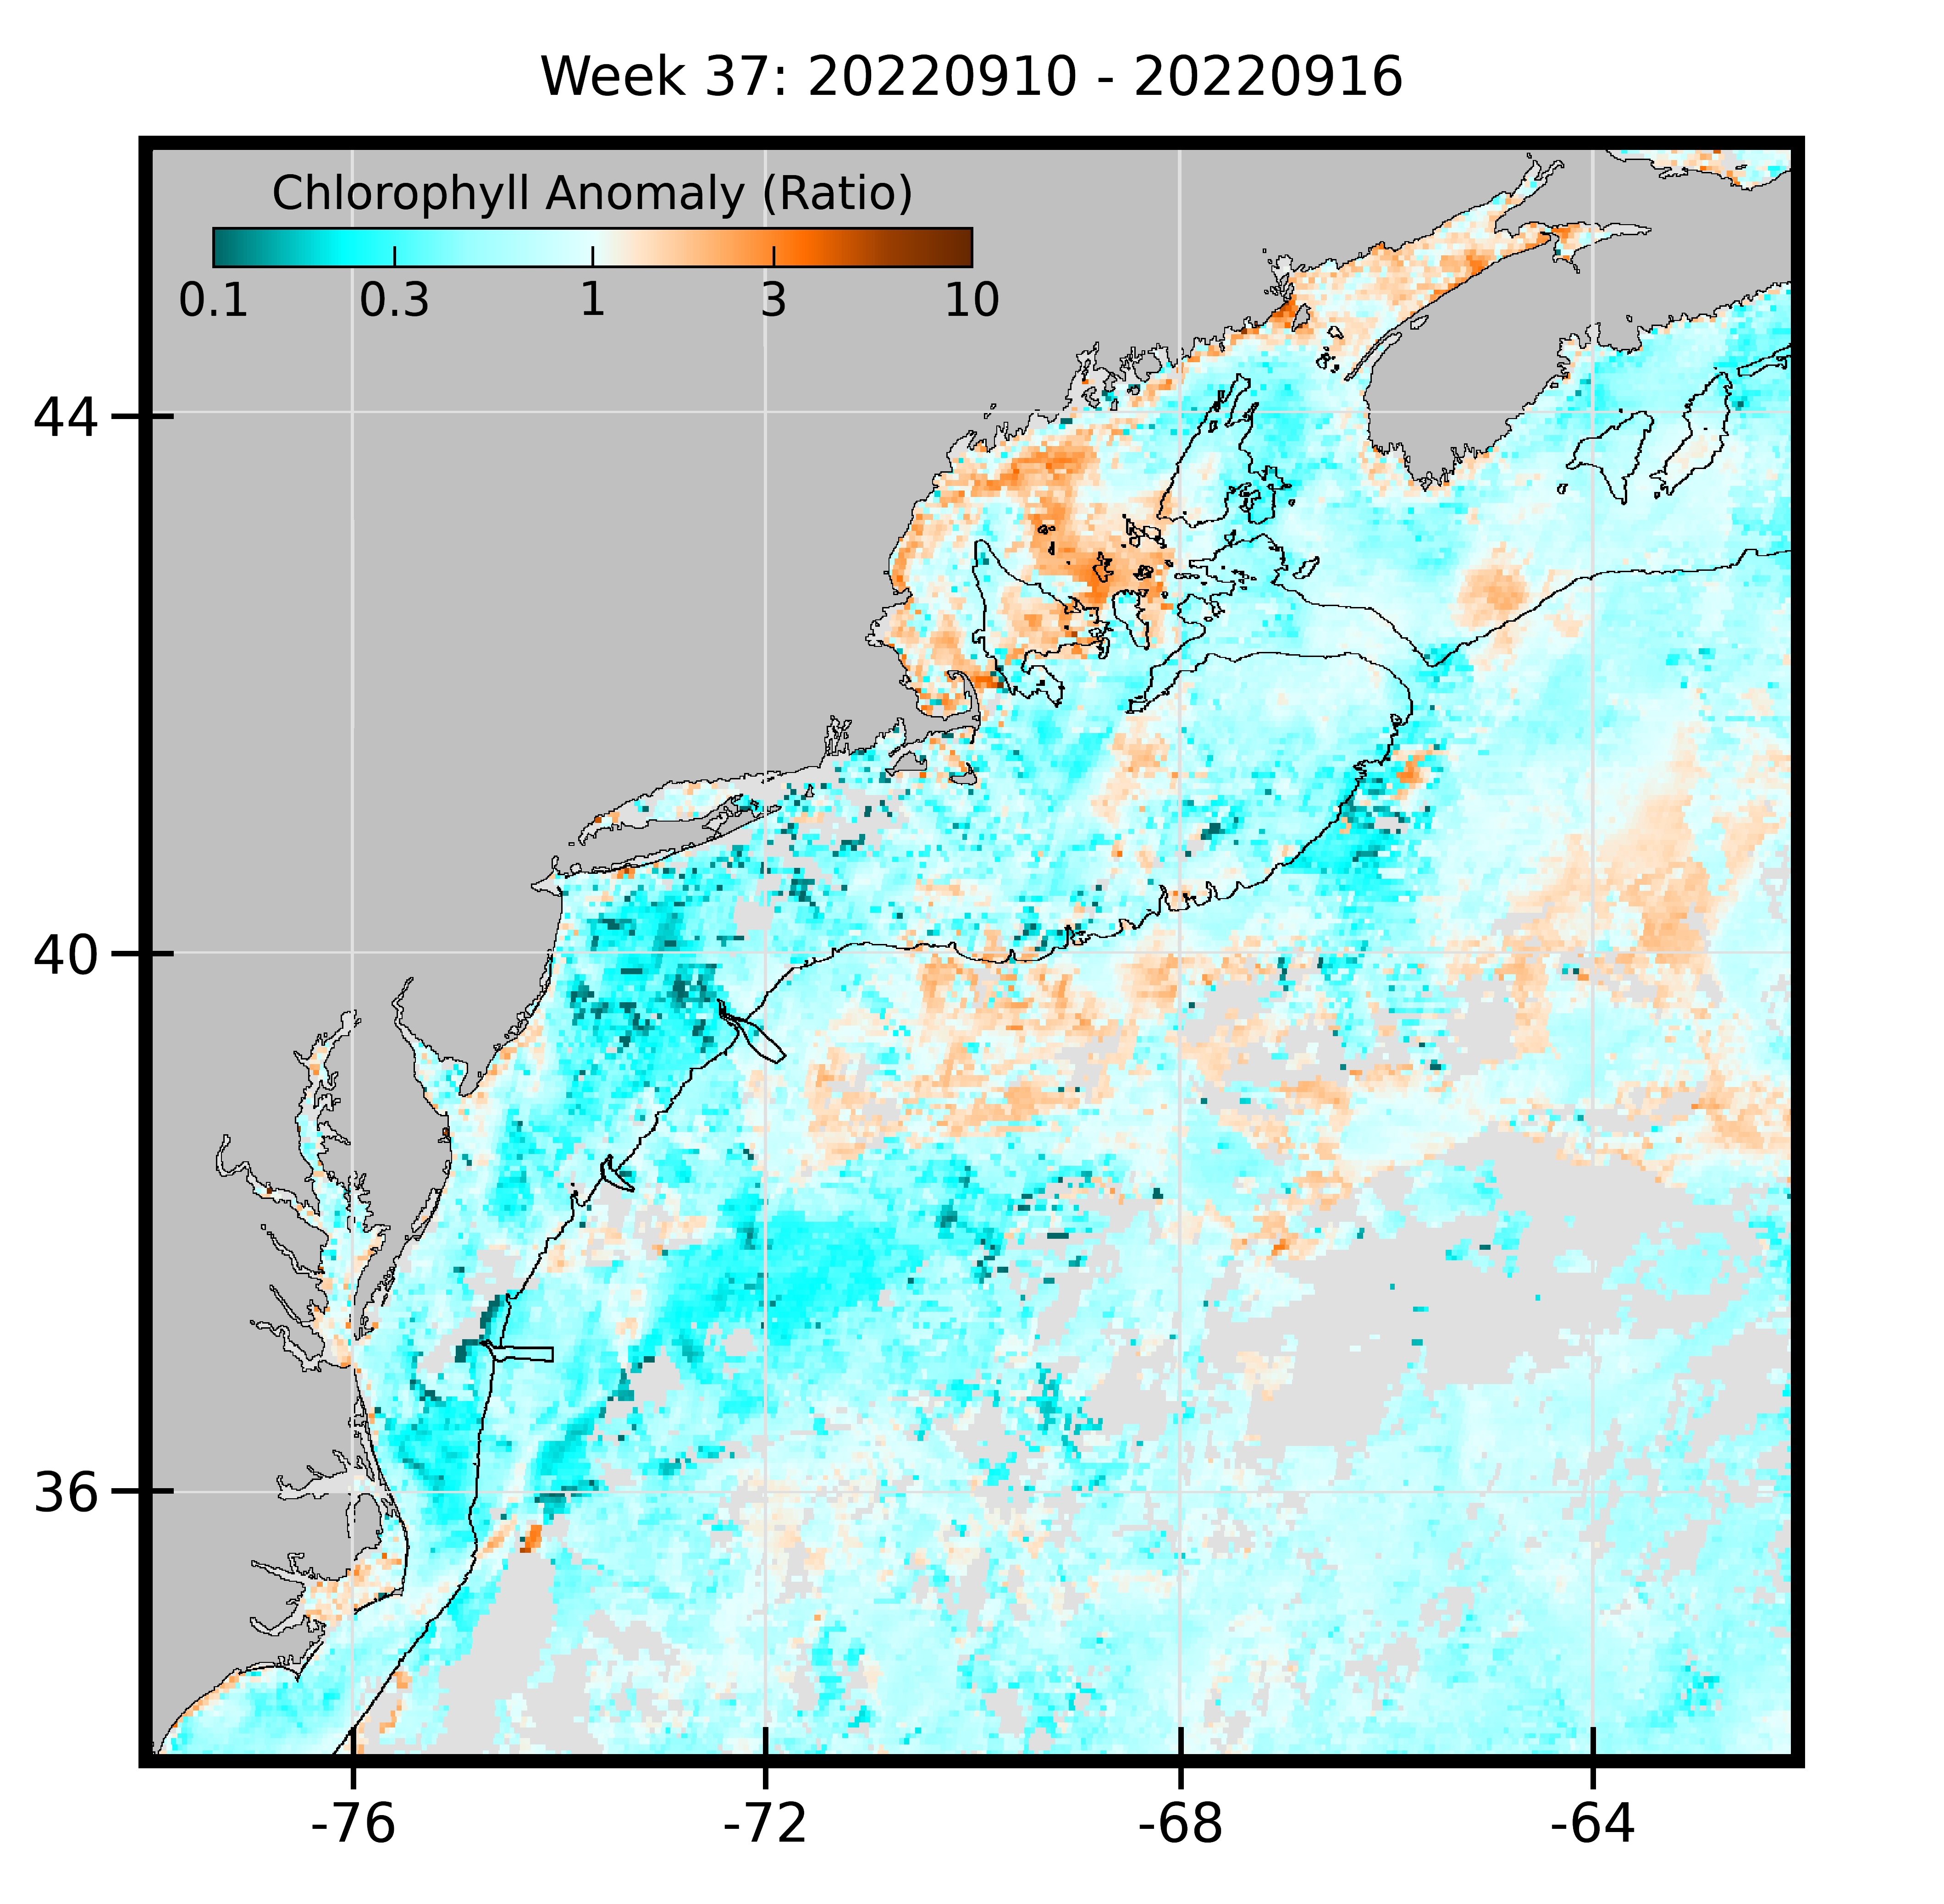 Week 37: 20220910 - 20220916
Chlorophyll Anomaly (Ratio)
0.1 0.3 1 3 10
44
40
36
-76 -72 -68 -64